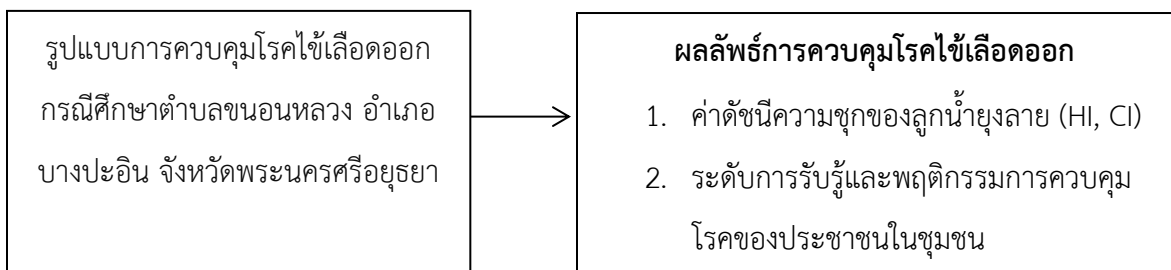 รูปแบบการควบคุมโรคไข้เลือดออก
กรณีศึกษาตำบลขนอนหลวง อำเภอ
บางปะอิน จังหวัดพระนครศรีอยุธยา
ผลลัพธ์การควบคุมโรคไข้เลือดออก
1. ค่าดัชนีความชุกของลูกน้ำยุงลาย (HI, CI)
2. ระดับการรับรู้และพฤติกรรมการควบคุม
โรคของประชาชนในชุมชน